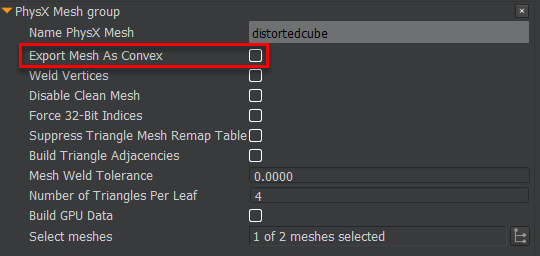 PhysX Mesh group
Name PhysX Mesh distortedcube
Export Mesh As Convex
Weld Vertices
Disable Clean Mesh
Force 32-Bit Indices
Suppress Triangle Mesh Remap Table
Build Triangle Adjacencies
Mesh Weld Tolerance 0.0000
Number of Triangles Per Leaf 4
Build GPU Data
Select meshes 1 of 2 meshes selected